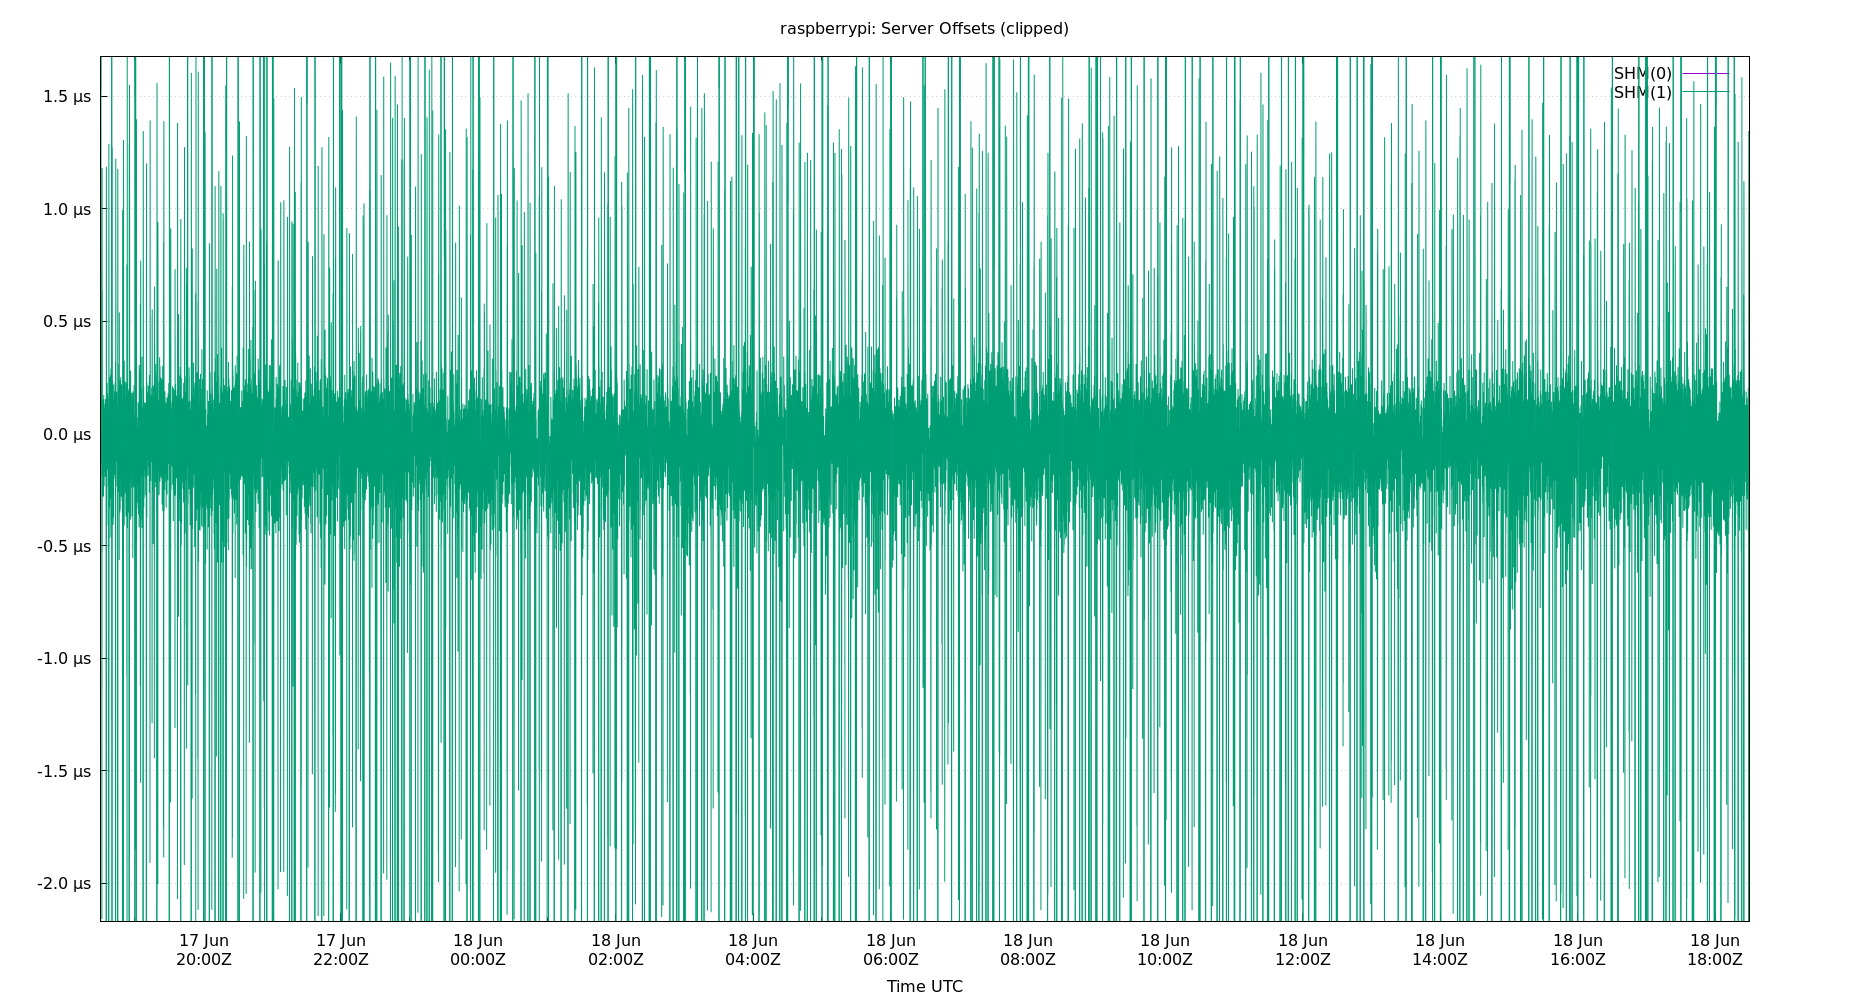 raspberrypi: Server Offsets (clipped)
SHM(0)
SHM(1)
1.5 µs
1.0 µs
0.5 µs
0.0 µs
-0.5 µs
-1.0 µs
-1.5 µs
-2.0 µs
17 Jun 17 Jun 18 Jun 18 Jun 18 Jun 18 Jun 18 Jun 18 Jun 18 Jun 18 Jun 18 Jun 18 Jun
20:00Z 22:00Z 00:00Z 02:00Z 04:00Z 06:00Z 08:00Z 10:00Z 12:00Z 14:00Z 16:00Z 18:00Z
Time UTC